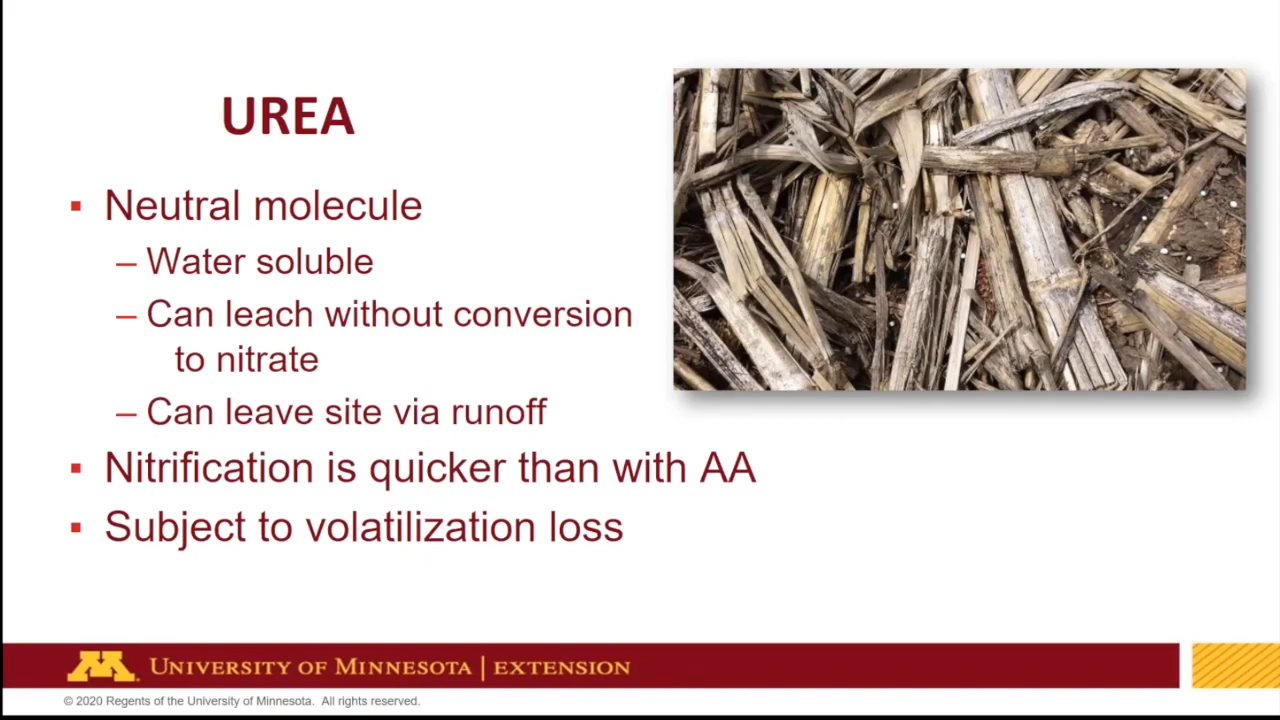 UREA
▪ Neutral molecule
– Water soluble
– Can leach without conversion
to nitrate
– Can leave site via runoff
▪ Nitrification is quicker than with AA
▪ Subject to volatilization loss
M UNIVERSITY OF MINNESOTA | EXTENSION
© 2020 Regents of the University of Minnesota. All rights reserved.